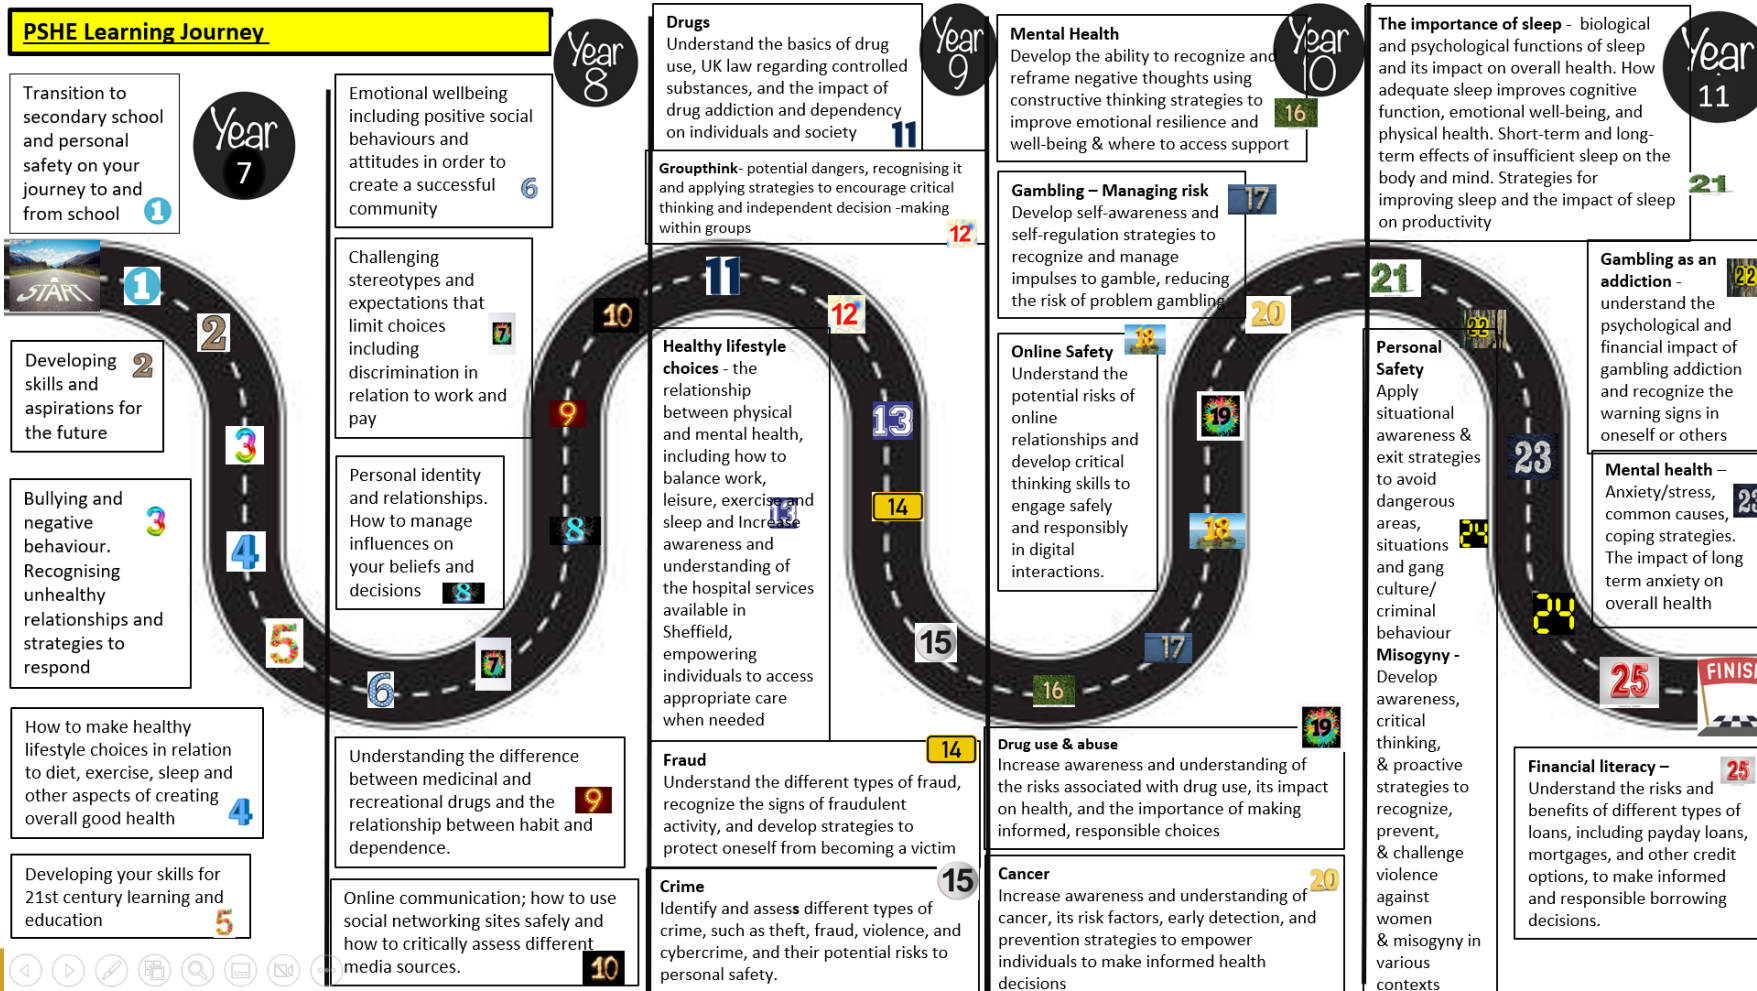 PSHE Learning Journey
Transition to
secondary school
and personal
safety on your
journey to and
from school
1
Year
7
START
1
2
Developing
skills and
aspirations for
the future
2
3
Bullying and
negative
behaviour.
Recognising
unhealthy
relationships and
strategies to
respond
3
4
5
How to make healthy
lifestyle choices in relation
to diet, exercise, sleep and
other aspects of creating
overall good health
4
Developing your skills for
21st century learning and
education
5
Year
8
Emotional wellbeing
including positive social
behaviours and
attitudes in order to
create a successful
community
6
Challenging
stereotypes and
expectations that
limit choices
including
discrimination in
relation to work and
pay
7
Personal identity
and relationships.
How to manage
influences on
your beliefs and
decisions
8
6
7
8
9
10
Understanding the difference
between medicinal and
recreational drugs and the
relationship between habit and
dependence.
9
Online communication; how to use
social networking sites safely and
how to critically assess different
media sources.
10
Drugs
Understand the basics of drug
use, UK law regarding controlled
substances, and the impact of
drug addiction and dependency
on individuals and society
11
Year
9
Groupthink- potential dangers, recognising it
and applying strategies to encourage critical
thinking and independent decision -making
within groups
12
11
12
Healthy lifestyle
choices - the
relationship
between physical
and mental health,
including how to
balance work,
leisure, exercise and
sleep and Increase
awareness and
understanding of
the hospital services
available in
Sheffield,
empowering
individuals to access
appropriate care
when needed
13
13
14
15
Fraud
Understand the different types of fraud,
recognize the signs of fraudulent
activity, and develop strategies to
protect oneself from becoming a victim
14
Crime
Identify and assess different types of
crime, such as theft, fraud, violence, and
cybercrime, and their potential risks to
personal safety.
15
Mental Health
Develop the ability to recognize and
reframe negative thoughts using
constructive thinking strategies to
improve emotional resilience and
well-being & where to access support
16
Year
10
Gambling – Managing risk
Develop self-awareness and
self-regulation strategies to
recognize and manage
impulses to gamble, reducing
the risk of problem gambling
17
Online Safety
Understand the
potential risks of
online
relationships and
develop critical
thinking skills to
engage safely
and responsibly
in digital
interactions.
18
16
17
18
19
20
Drug use & abuse
Increase awareness and understanding of
the risks associated with drug use, its impact
on health, and the importance of making
informed, responsible choices
19
Cancer
Increase awareness and understanding of
cancer, its risk factors, early detection, and
prevention strategies to empower
individuals to make informed health
decisions
20
The importance of sleep - biological
and psychological functions of sleep
and its impact on overall health. How
adequate sleep improves cognitive
function, emotional well-being, and
physical health. Short-term and long-
term effects of insufficient sleep on the
body and mind. Strategies for
improving sleep and the impact of sleep
on productivity
21
Year
11
21
22
Gambling as an
addiction -
understand the
psychological and
financial impact of
gambling addiction
and recognize the
warning signs in
oneself or others
22
Personal
Safety
Apply
situational
awareness &
exit strategies
to avoid
dangerous
areas,
situations
and gang
culture/
criminal
behaviour
Misogyny -
Develop
awareness,
critical
thinking,
& proactive
strategies to
recognize,
prevent,
& challenge
violence
against
women
& misogyny in
various
contexts
24
23
Mental health –
Anxiety/stress,
common causes,
coping strategies.
The impact of long
term anxiety on
overall health
23
24
25
FINIS
Financial literacy –
Understand the risks and
benefits of different types of
loans, including payday loans,
mortgages, and other credit
options, to make informed
and responsible borrowing
decisions.
25